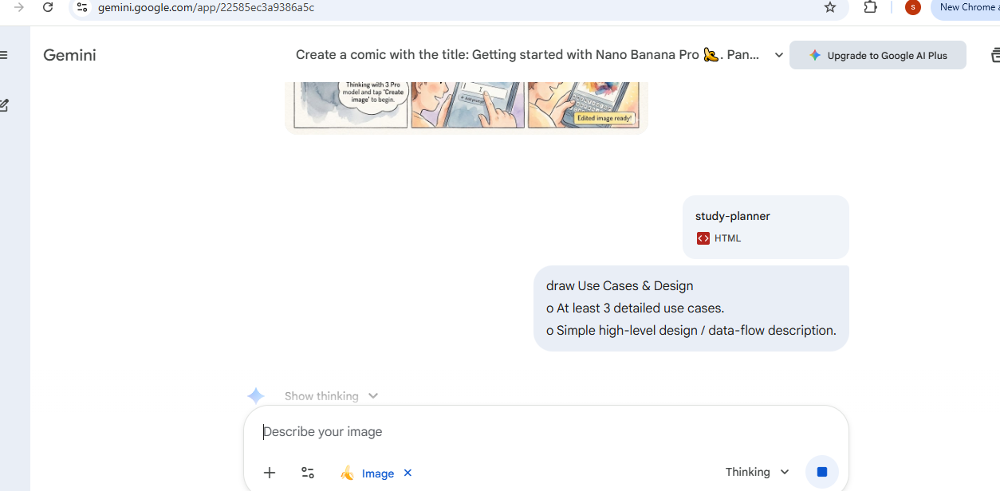 gemini.google.com/app/22585ec3a9386a5c
S
New Chrome a
Gemini
Create a comic with the title: Getting started with Nano Banana Pro 🍌. Pan...
Upgrade to Google AI Plus
Thinking with 3 Pro
model and tap 'Create
image' to begin.
+ Add prompt
Edited image ready!
study-planner
HTML
draw Use Cases & Design
o At least 3 detailed use cases.
o Simple high-level design / data-flow description.
Show thinking
Describe your image
Image
Thinking